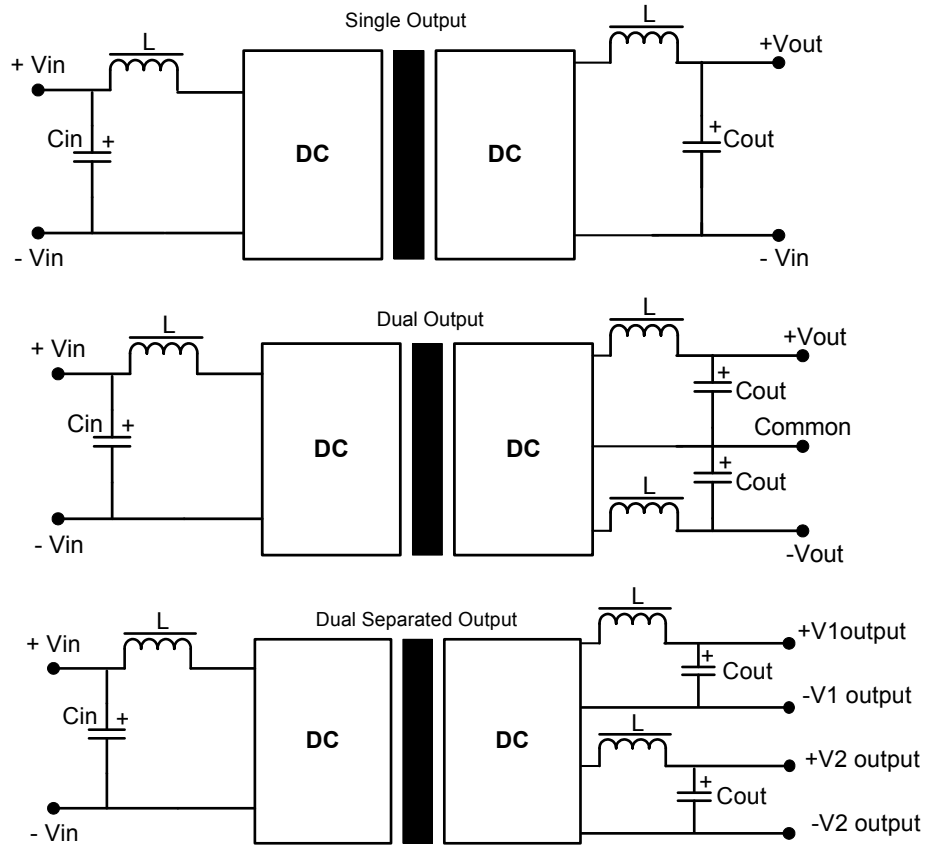 Single Output
L
L
+Vout
+ Vin
Cin
+
DC
DC
+
Cout
- Vin
- Vin
Dual Output
L
L
+ Vin
+Vout
+
Cout
Cin
+
DC
DC
Common
+
Cout
L
- Vin
-Vout
Dual Separated Output
L
L
+ Vin
+V1output
+
Cout
-V1 output
Cin
+
DC
DC
L
+V2 output
+
Cout
- Vin
-V2 output